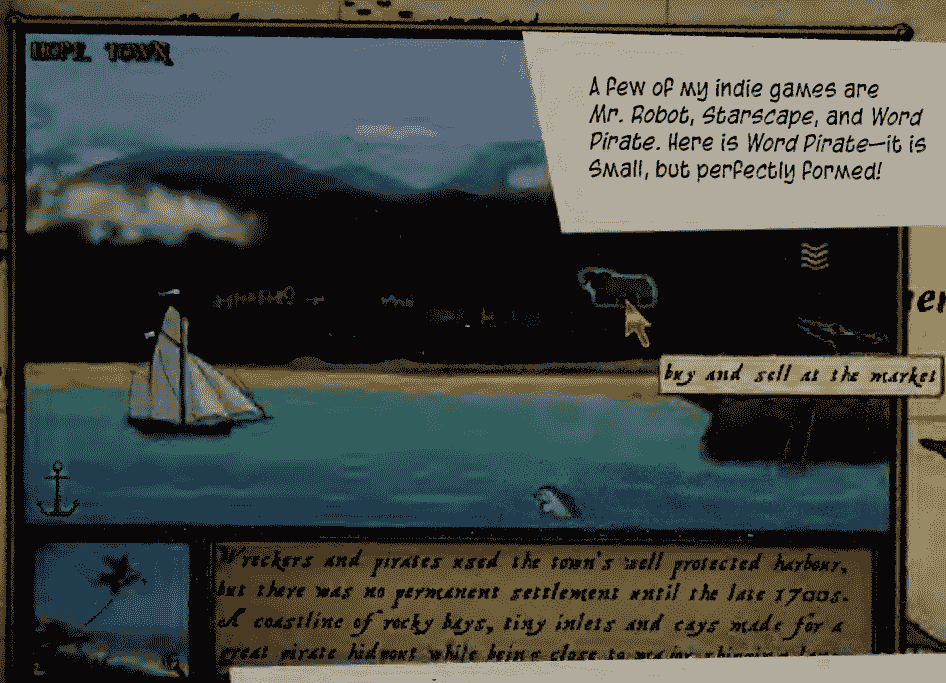 HOPE TOWN
A few of my indie games are
Mr. Robot, Starscape, and Word
Pirate. Here is Word Pirate—it is
small, but perfectly formed!
er
buy and sell at the market
Wreckers and pirates used the town's well protected harbour,
but there was no permanent settlement until the late 1700s.
A coastline of rocky bays, tiny inlets and cays made for a
great pirate hideout while being close to major shipping